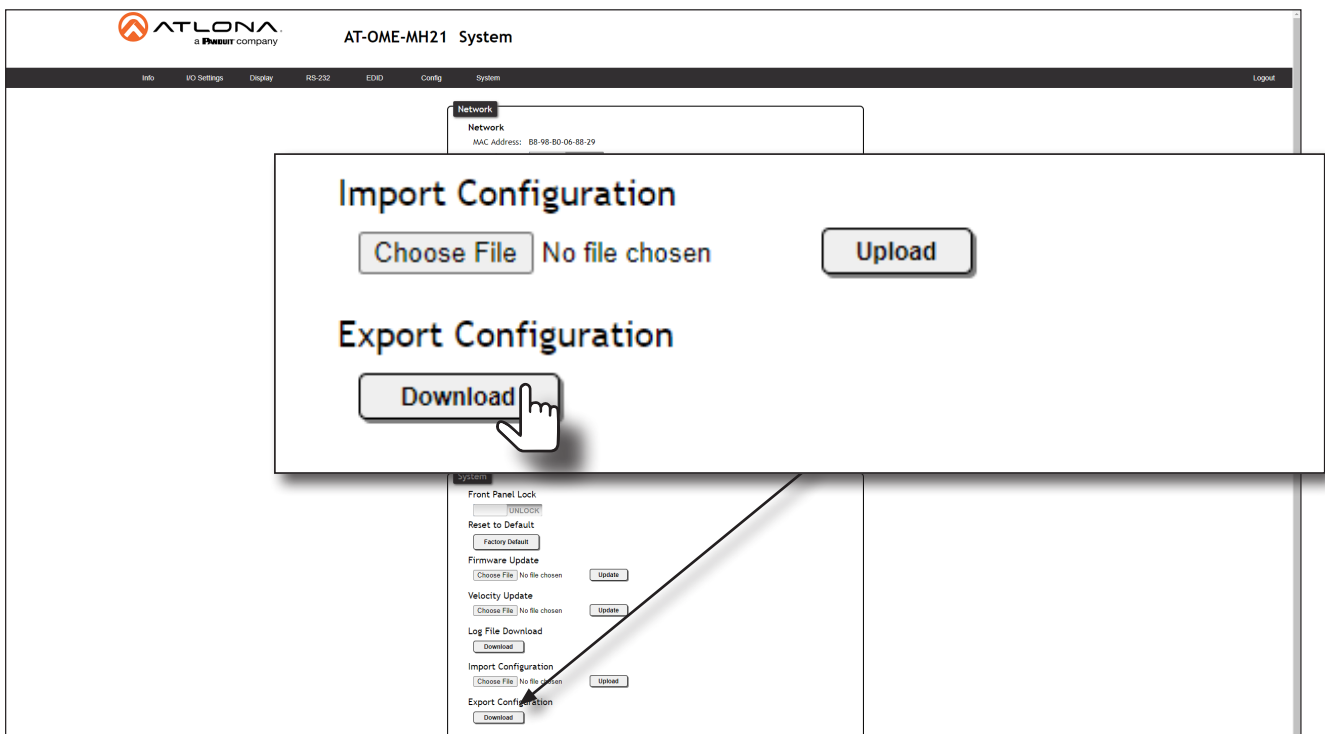 ATLONA.
a PANDUIT company
AT-OME-MH21 System
Info I/O Settings Display RS-232 EDID Config System Logout
Network
Network
MAC Address: B8-98-B0-06-88-29
Import Configuration
Choose File No file chosen Upload
Export Configuration
Download
System
Front Panel Lock
UNLOCK
Reset to Default
Factory Default
Firmware Update
Choose File No file chosen Update
Velocity Update
Choose File No file chosen Update
Log File Download
Download
Import Configuration
Choose File No file chosen Upload
Export Configuration
Download